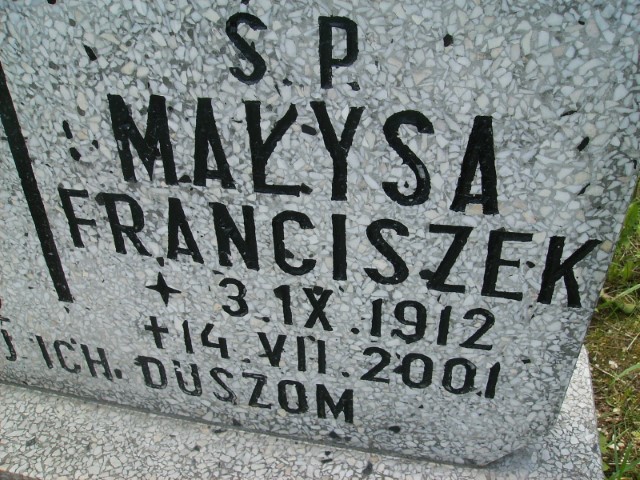 S.P.
MAŁYSA
FRANCISZEK
3.IX.1912
+14.VII.2001
J ICH DUSZOM